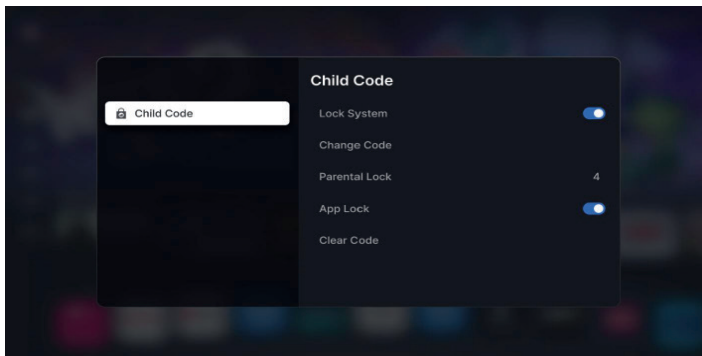 Child Code
Child Code
Lock System
Change Code
Parental Lock 4
App Lock
Clear Code